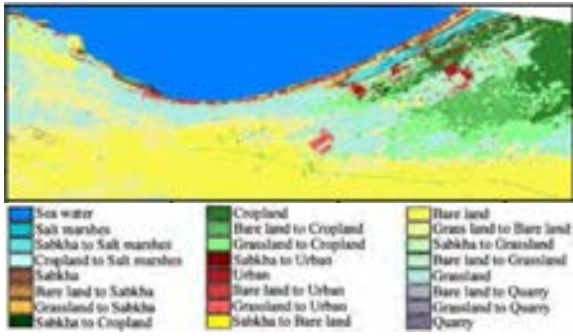 Sea water
Salt marshes
Sabkha to Salt marshes
Cropland to Salt marshes
Sabkha
Bare land to Sabkha
Grassland to Sabkha
Sabkha to Cropland
Cropland
Bare land to Cropland
Grassland to Cropland
Sabkha to Urban
Urban
Bare land to Urban
Grassland to Urban
Sabkha to Bare land
Bare land
Grass land to Bare land
Sabkha to Grassland
Bare land to Grassland
Grassland
Bare land to Quarry
Grassland to Quarry
Quarry